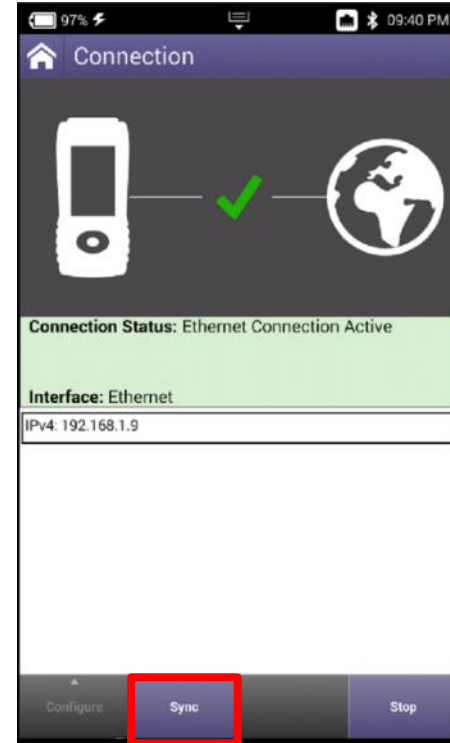 97% 09:40 PM
Connection
Connection Status: Ethernet Connection Active
Interface: Ethernet
IPv4: 192.168.1.9
Configure Sync Stop